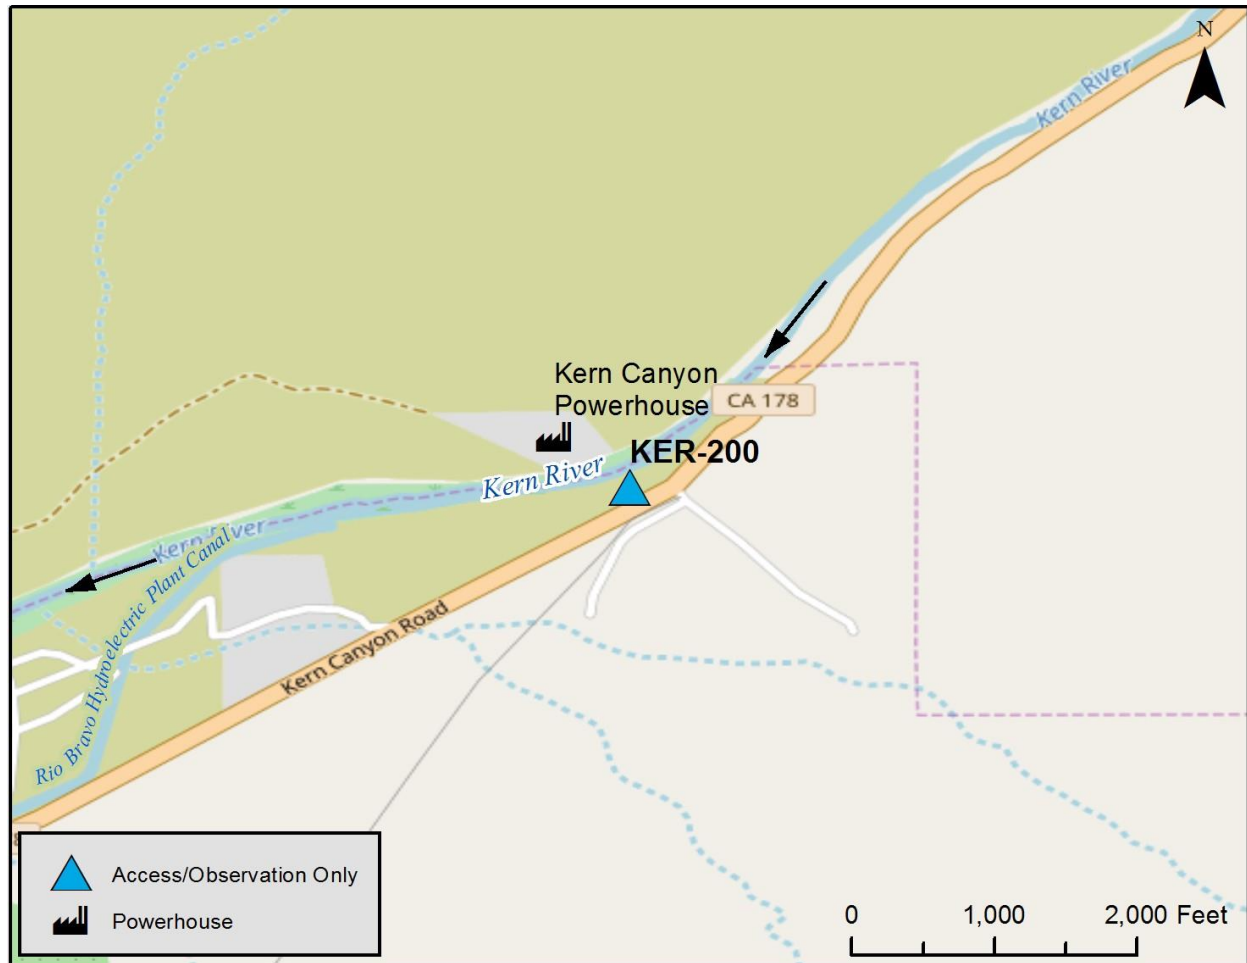 N
Kern River
Kern Canyon
Powerhouse
CA 178
KER-200
Kern River
Kern River
Rio Bravo Hydroelectric Plant Canal
Kern Canyon Road
8
Access/Observation Only
Powerhouse
0 1,000 2,000 Feet